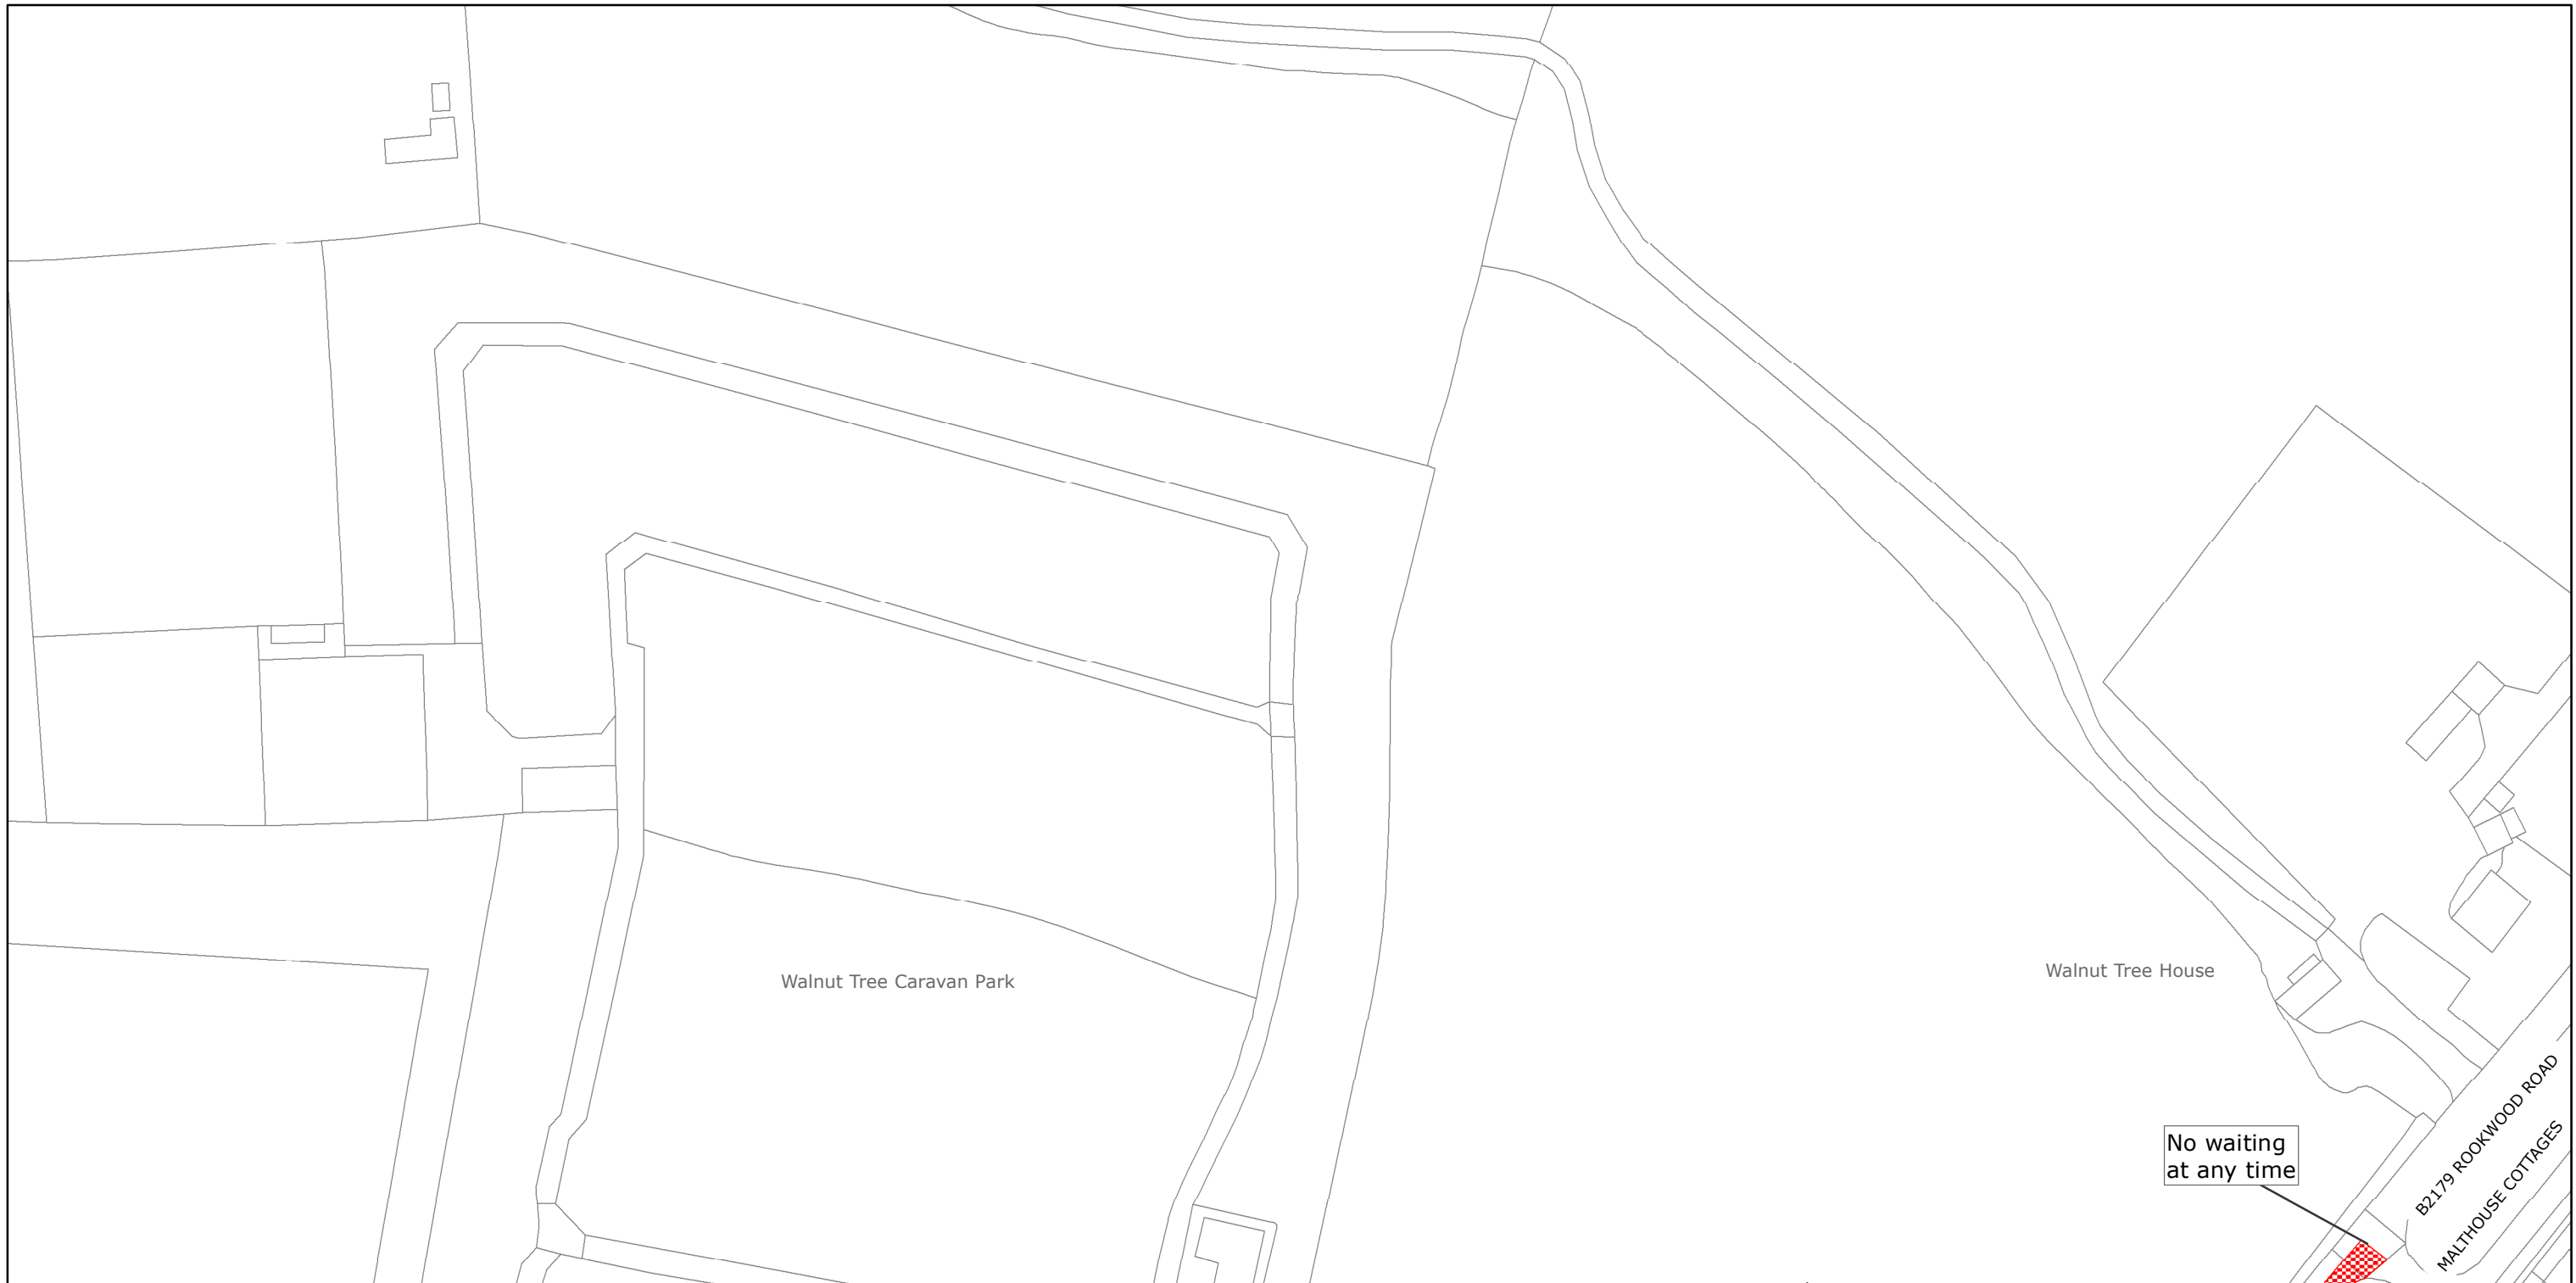 Walnut Tree Caravan Park
Walnut Tree House
No waiting
at any time
B2179 ROOKWOOD ROAD
MALTHOUSE COTTAGES